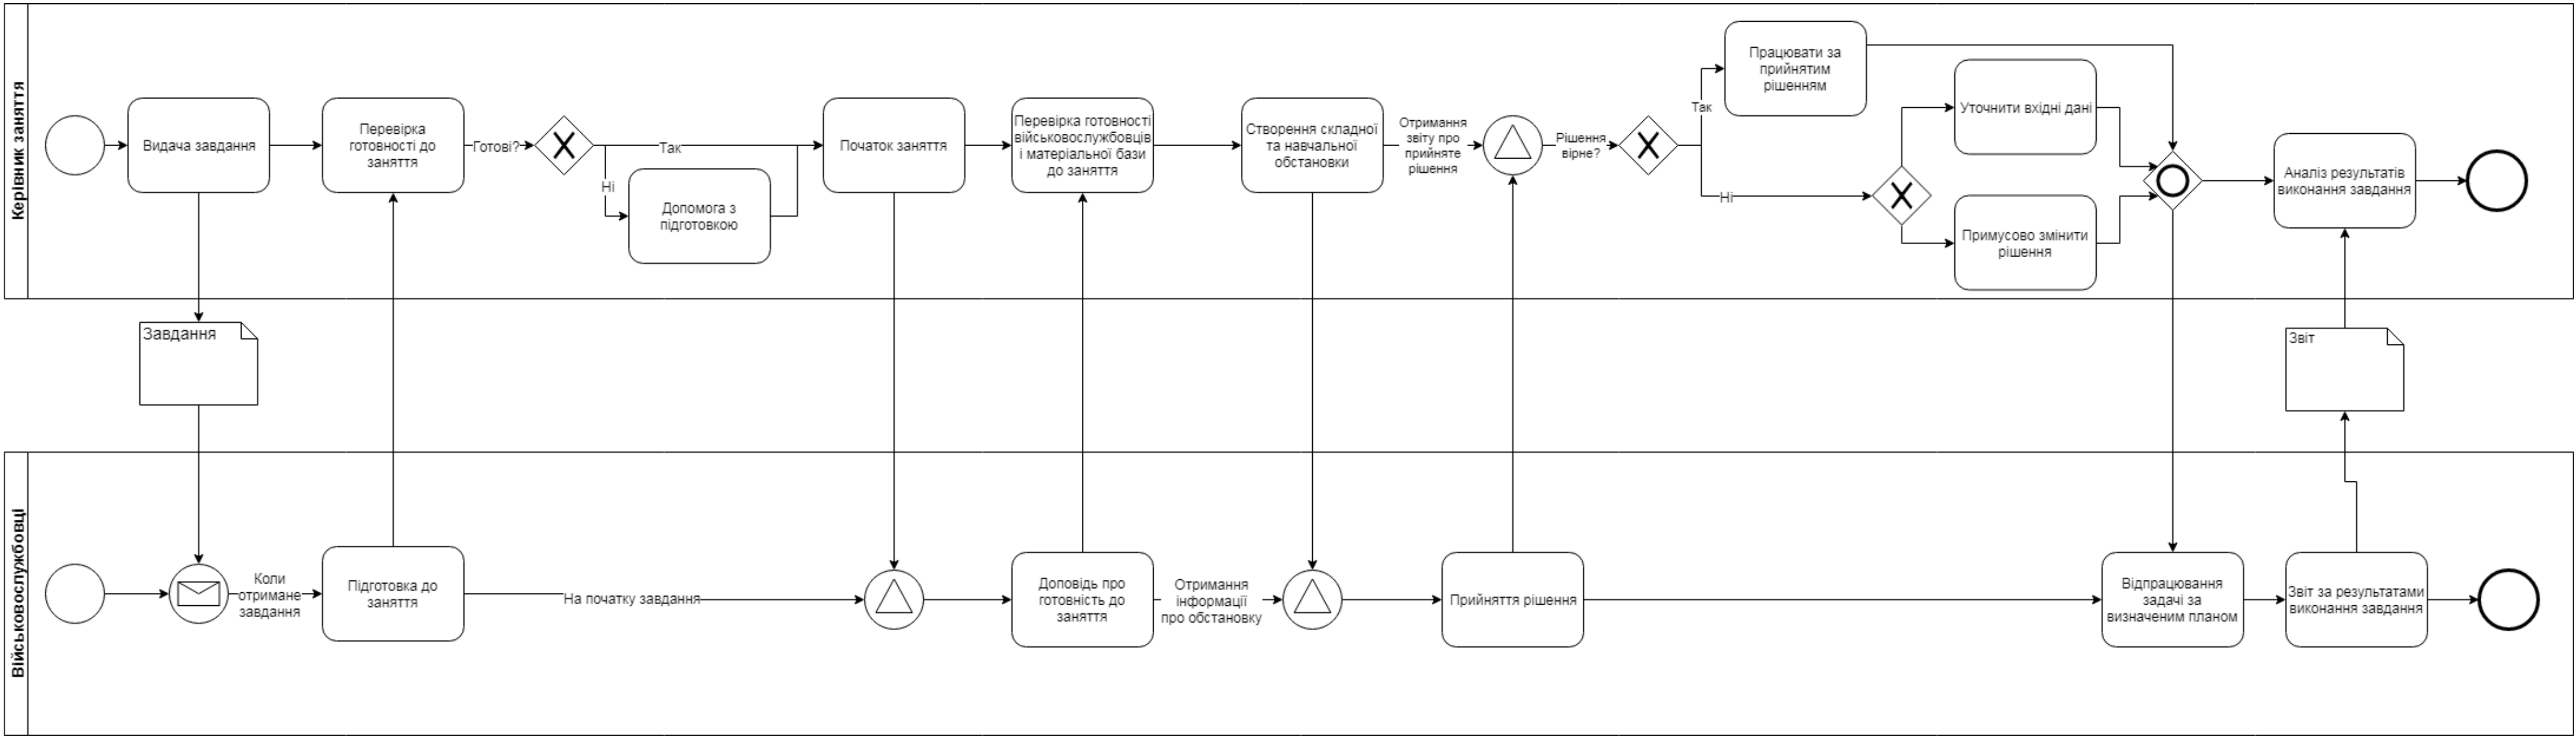 Керівник заняття
Видача завдання
Перевірка
готовності до
заняття
Готові?
Так
Ні
Допомога з
підготовкою
Початок заняття
Перевірка готовності
військовослужбовців
і матеріальної бази
до заняття
Створення складної
та навчальної
обстановки
Отримання
звіту про
прийняте
рішення
Рішення
вірне?
Так
Ні
Працювати за
прийнятим
рішенням
Уточнити вхідні дані
Примусово змінити
рішення
Аналіз результатів
виконання завдання
Завдання
Звіт
Військовослужбовці
Коли
отримане
завдання
Підготовка до
заняття
На початку завдання
Доповідь про
готовність до
заняття
Отримання
інформації
про обстановку
Прийняття рішення
Відпрацювання
задачі за
визначеним планом
Звіт за результатами
виконання завдання